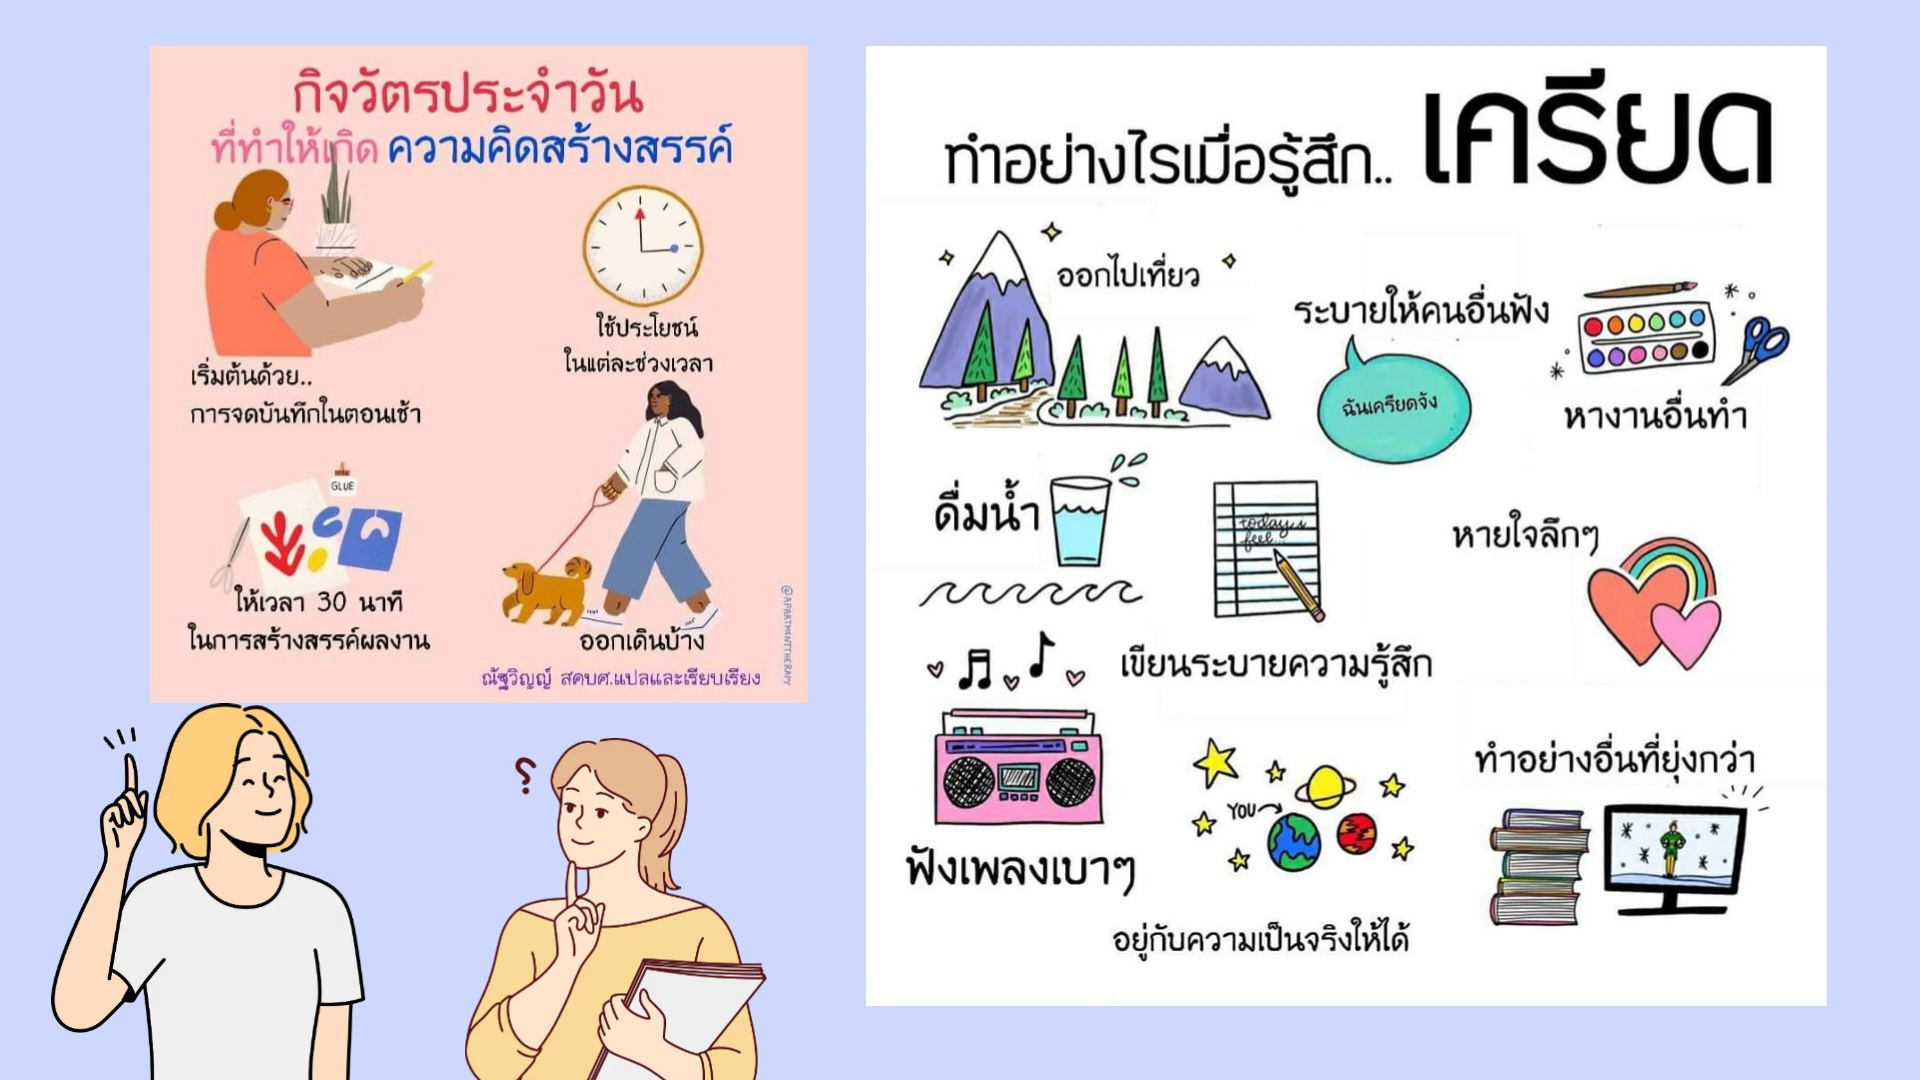 กิจวัตรประจำวัน
ที่ทำให้เกิด ความคิดสร้างสรรค์
เริ่มต้นด้วย..
การจดบันทึกในตอนเช้า
ใช้ประโยชน์
ในแต่ละช่วงเวลา
GLUE
ให้เวลา 30 นาที
ในการสร้างสรรค์ผลงาน
ออกเดินบ้าง
@APARTMENTTHERAPY
ณัฐวิญญ์ สคบศ.แปลและเรียบเรียง
?
ทำอย่างไรเมื่อรู้สึก.. เครียด
ออกไปเที่ยว
ระบายให้คนอื่นฟัง
ฉันเครียดจัง
หางานอื่นทำ
ดื่มน้ำ
today i
feel...
หายใจลึกๆ
เขียนระบายความรู้สึก
ฟังเพลงเบาๆ
YOU
ทำอย่างอื่นที่ยุ่งกว่า
อยู่กับความเป็นจริงให้ได้